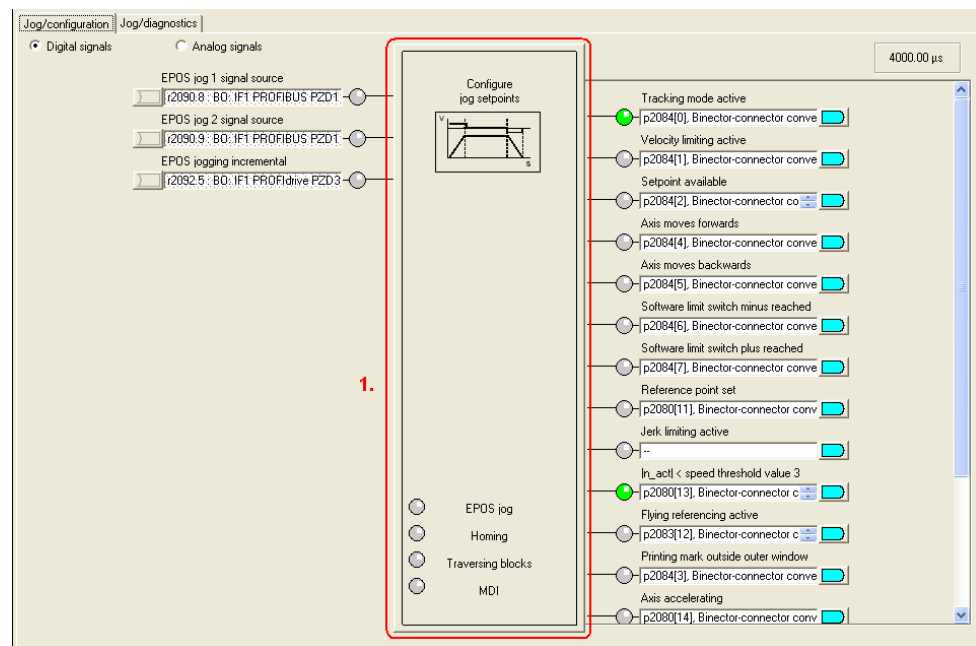 Jog/configuration
Jog/diagnostics
Digital signals
Analog signals
4000.00 µs
EPOS jog 1 signal source
r2090.8 : BO: IF1 PROFIBUS PZD1
EPOS jog 2 signal source
r2090.9 : BO: IF1 PROFIBUS PZD1
EPOS jogging incremental
r2092.5 : BO: IF1 PROFIdrive PZD3
1.
Configure
jog setpoints
V
s
EPOS jog
Homing
Traversing blocks
MDI
Tracking mode active
p2084[0], Binector-connector conve
Velocity limiting active
p2084[1], Binector-connector conve
Setpoint available
p2084[2], Binector-connector co
Axis moves forwards
p2084[4], Binector-connector conve
Axis moves backwards
p2084[5], Binector-connector conve
Software limit switch minus reached
p2084[6], Binector-connector conve
Software limit switch plus reached
p2084[7], Binector-connector conve
Reference point set
p2080[11], Binector-connector conv
Jerk limiting active
--
|n_act| < speed threshold value 3
p2080[13], Binector-connector c
Flying referencing active
p2083[12], Binector-connector c
Printing mark outside outer window
p2084[3], Binector-connector conve
Axis accelerating
p2080[14], Binector-connector conv